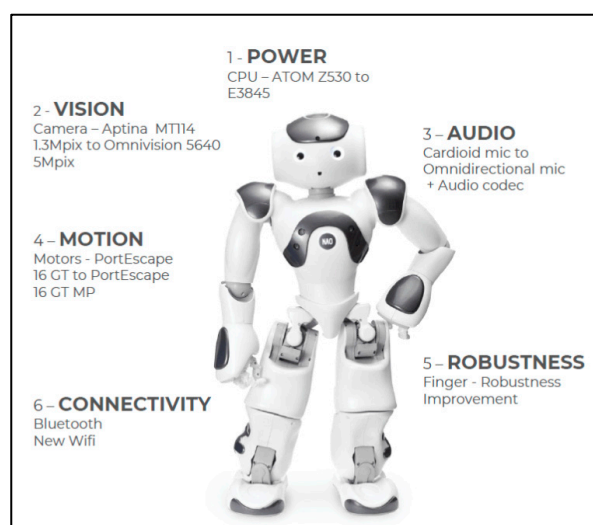 1 - POWER
CPU – ATOM Z530 to
E3845
2 - VISION
Camera – Aptina MT114
1.3Mpix to Omnivision 5640
5Mpix
3 – AUDIO
Cardioid mic to
Omnidirectional mic
+ Audio codec
4 – MOTION
Motors - PortEscape
16 GT to PortEscape
16 GT MP
NAO
5 – ROBUSTNESS
Finger - Robustness
Improvement
6 – CONNECTIVITY
Bluetooth
New Wifi